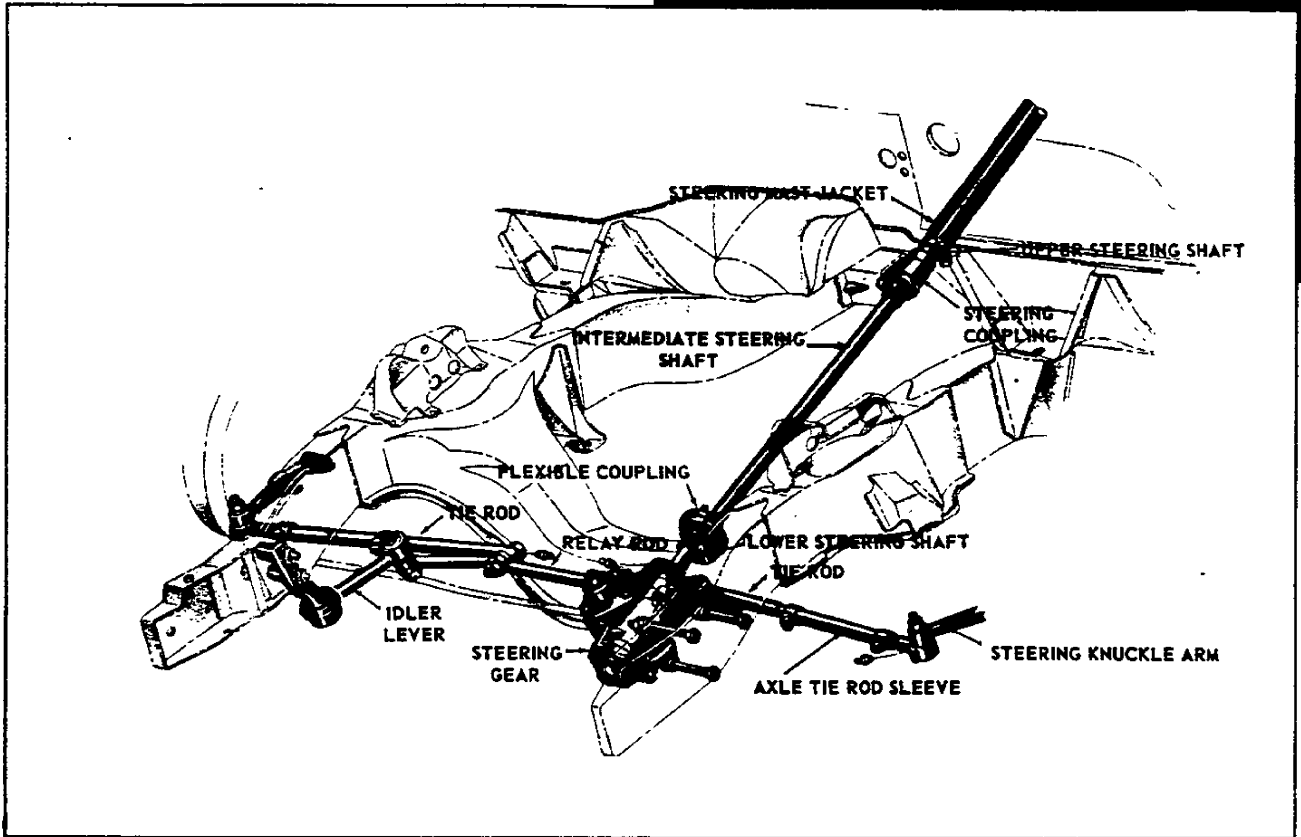 STEERING MAST JACKET
UPPER STEERING SHAFT
STEERING
COUPLING
INTERMEDIATE STEERING
SHAFT
FLEXIBLE COUPLING
TIE ROD
RELAY ROD
LOWER STEERING SHAFT
TIE ROD
IDLER
LEVER
STEERING
GEAR
STEERING KNUCKLE ARM
AXLE TIE ROD SLEEVE